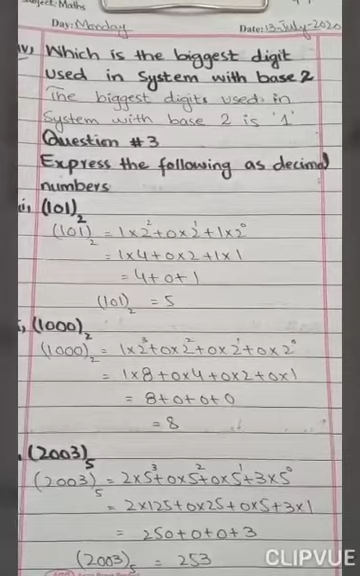 Subject: Maths
Day: Monday Date: 13-July-2020
iv, Which is the biggest digit
used in System with base 2
The biggest digits used in
System with base 2 is '1'
Question #3
Express the following as decimal
numbers
i, (101)₂
(101)₂ = 1×2²+0×2¹+1×2⁰
= 1×4+0×2+1×1
= 4+0+1
(101)₂ = 5
, (1000)₂
(1000)₂ = 1×2³+0×2²+0×2¹+0×2⁰
= 1×8+0×4+0×2+0×1
= 8+0+0+0
= 8
. (2003)₅
(2003)₅ = 2×5³+0×5²+0×5¹+3×5⁰
= 2×125+0×25+0×5+3×1
= 250+0+0+3
(2003)₅ = 253
CLIPVUE